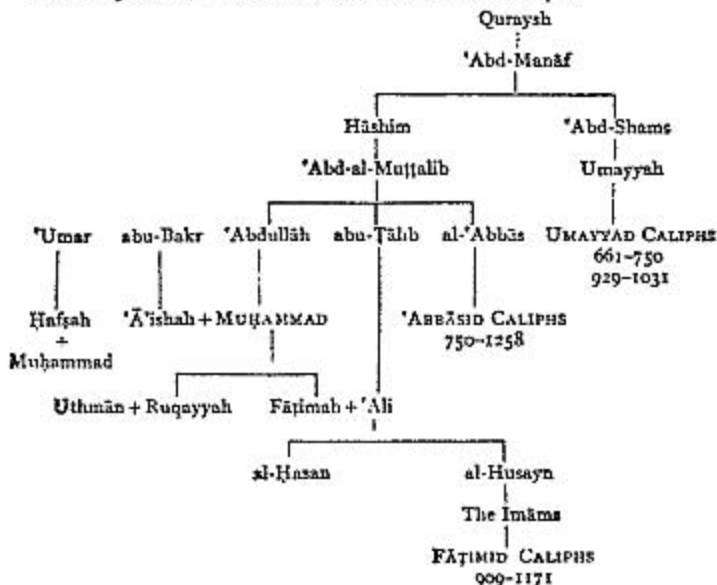 Quraysh
'Abd-Manāf
Hāshim 'Abd-Shams
'Abd-al-Muṭṭalib Umayyah
'Umar abu-Bakr 'Abdullāh abu-Ṭālib al-'Abbās UMAYYAD CALIPHS
661–750
929–1031
Ḥafṣah 'Ā'ishah + MUḤAMMAD 'ABBĀSID CALIPHS
+ 750–1258
Muḥammad
Uthmān + Ruqayyah Fāṭimah + 'Ali
al-Ḥasan al-Husayn
The Imāms
FĀṬIMID CALIPHS
909–1171